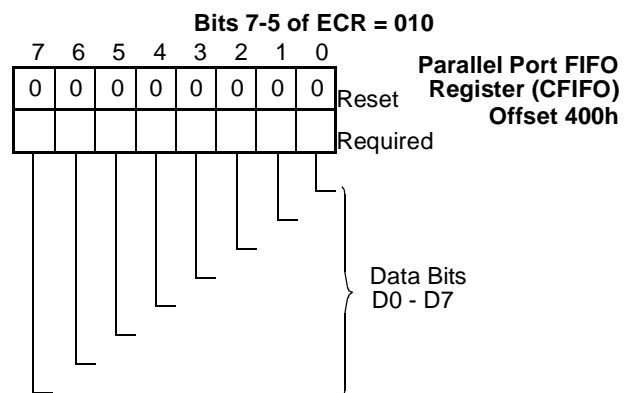 Bits 7-5 of ECR = 010
7 6 5 4 3 2 1 0
Parallel Port FIFO
Register (CFIFO)
Offset 400h
0 0 0 0 0 0 0 0 Reset
Required
Data Bits
D0 - D7